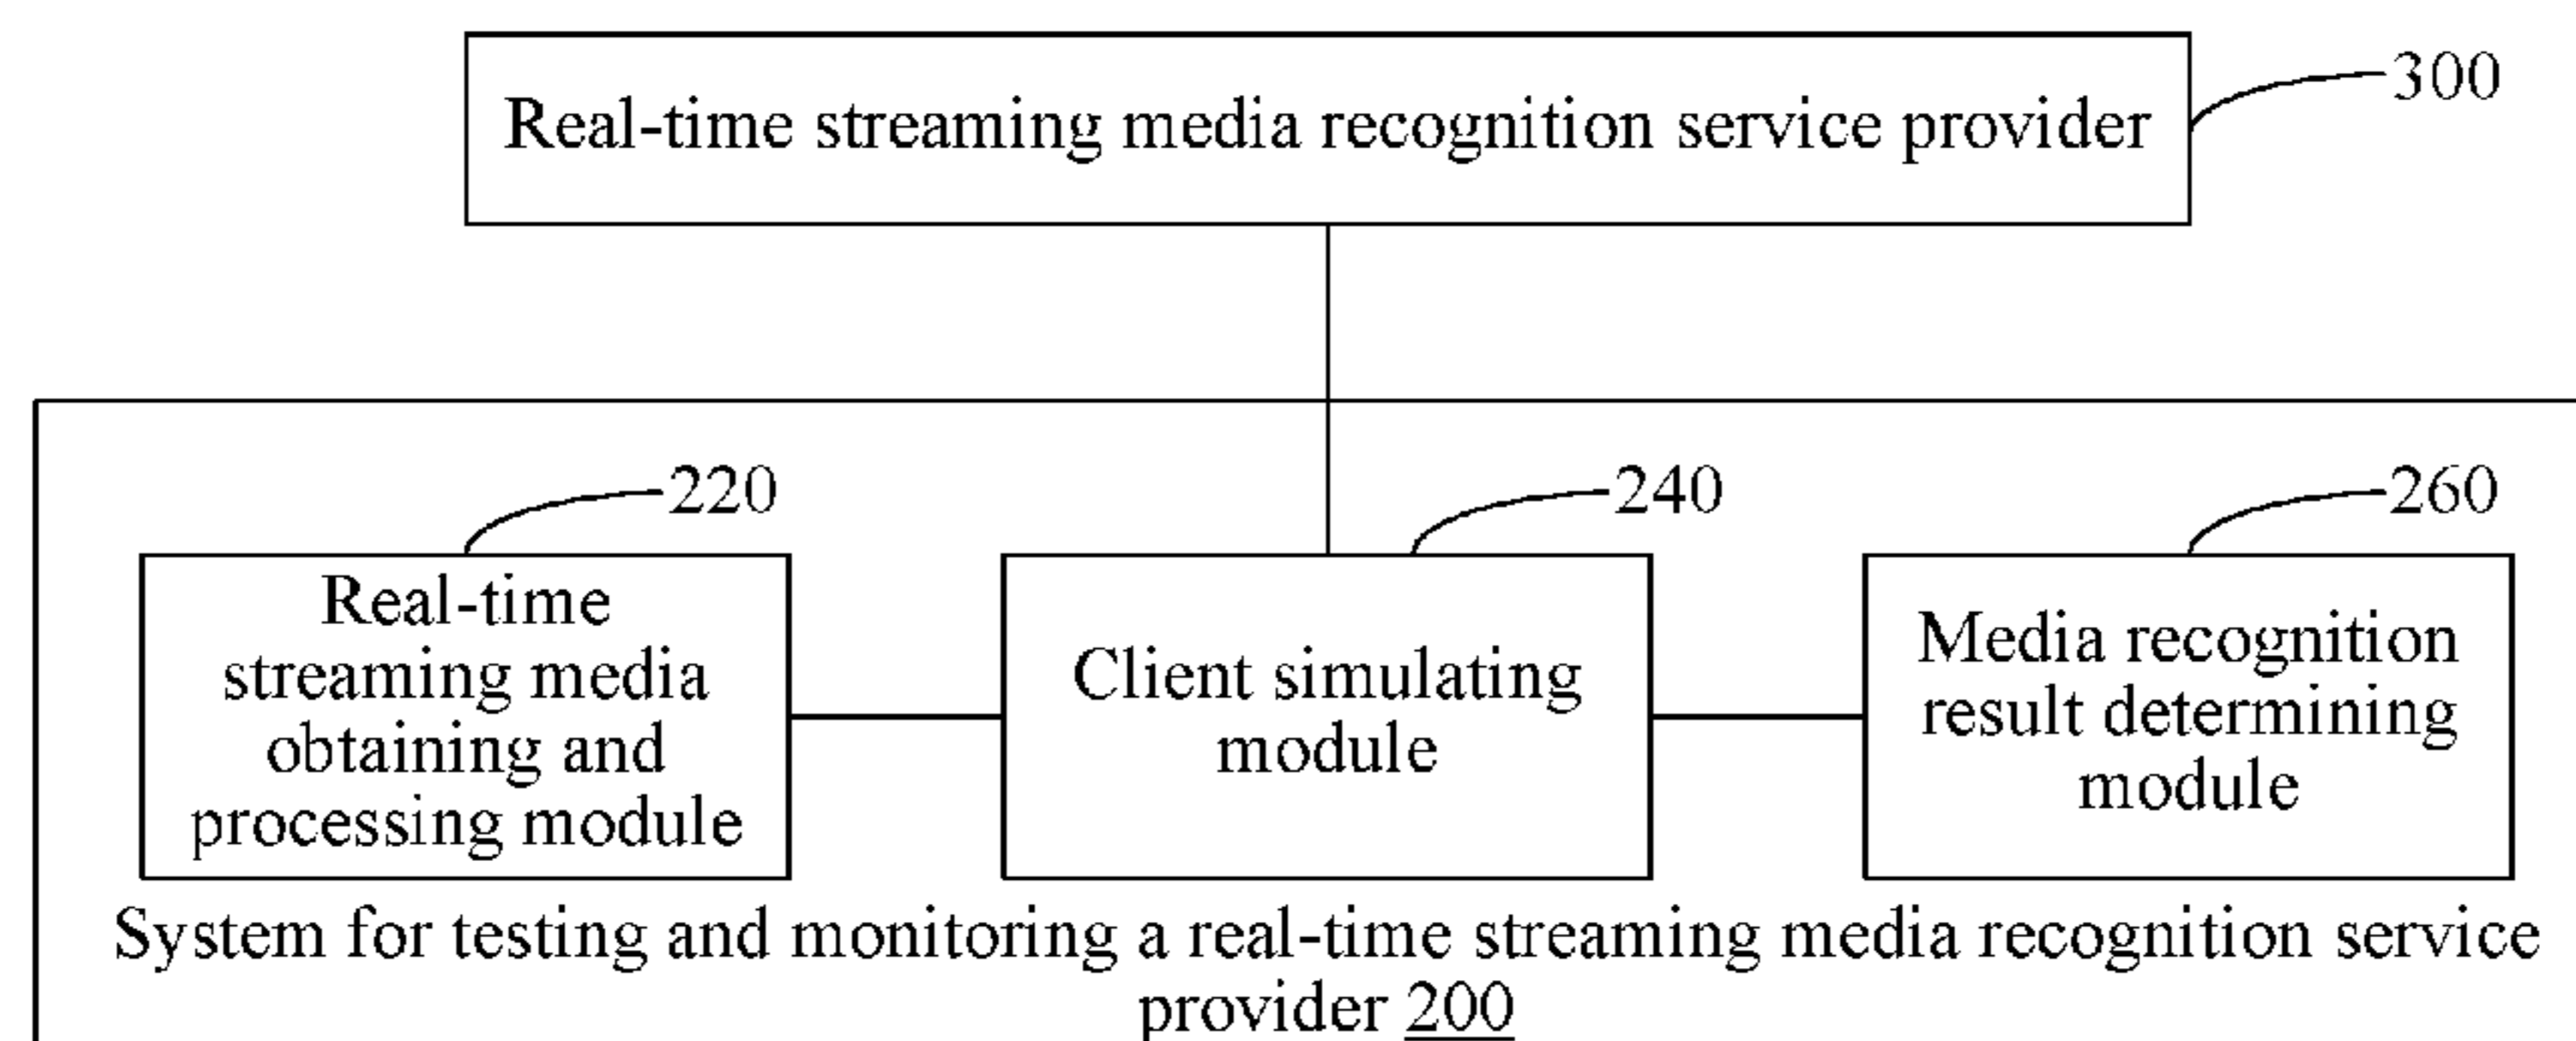 Real-time streaming media recognition service provider
300
220
240
260
Real-time
streaming media
obtaining and
processing module
Client simulating
module
Media recognition
result determining
module
System for testing and monitoring a real-time streaming media recognition service
provider 200